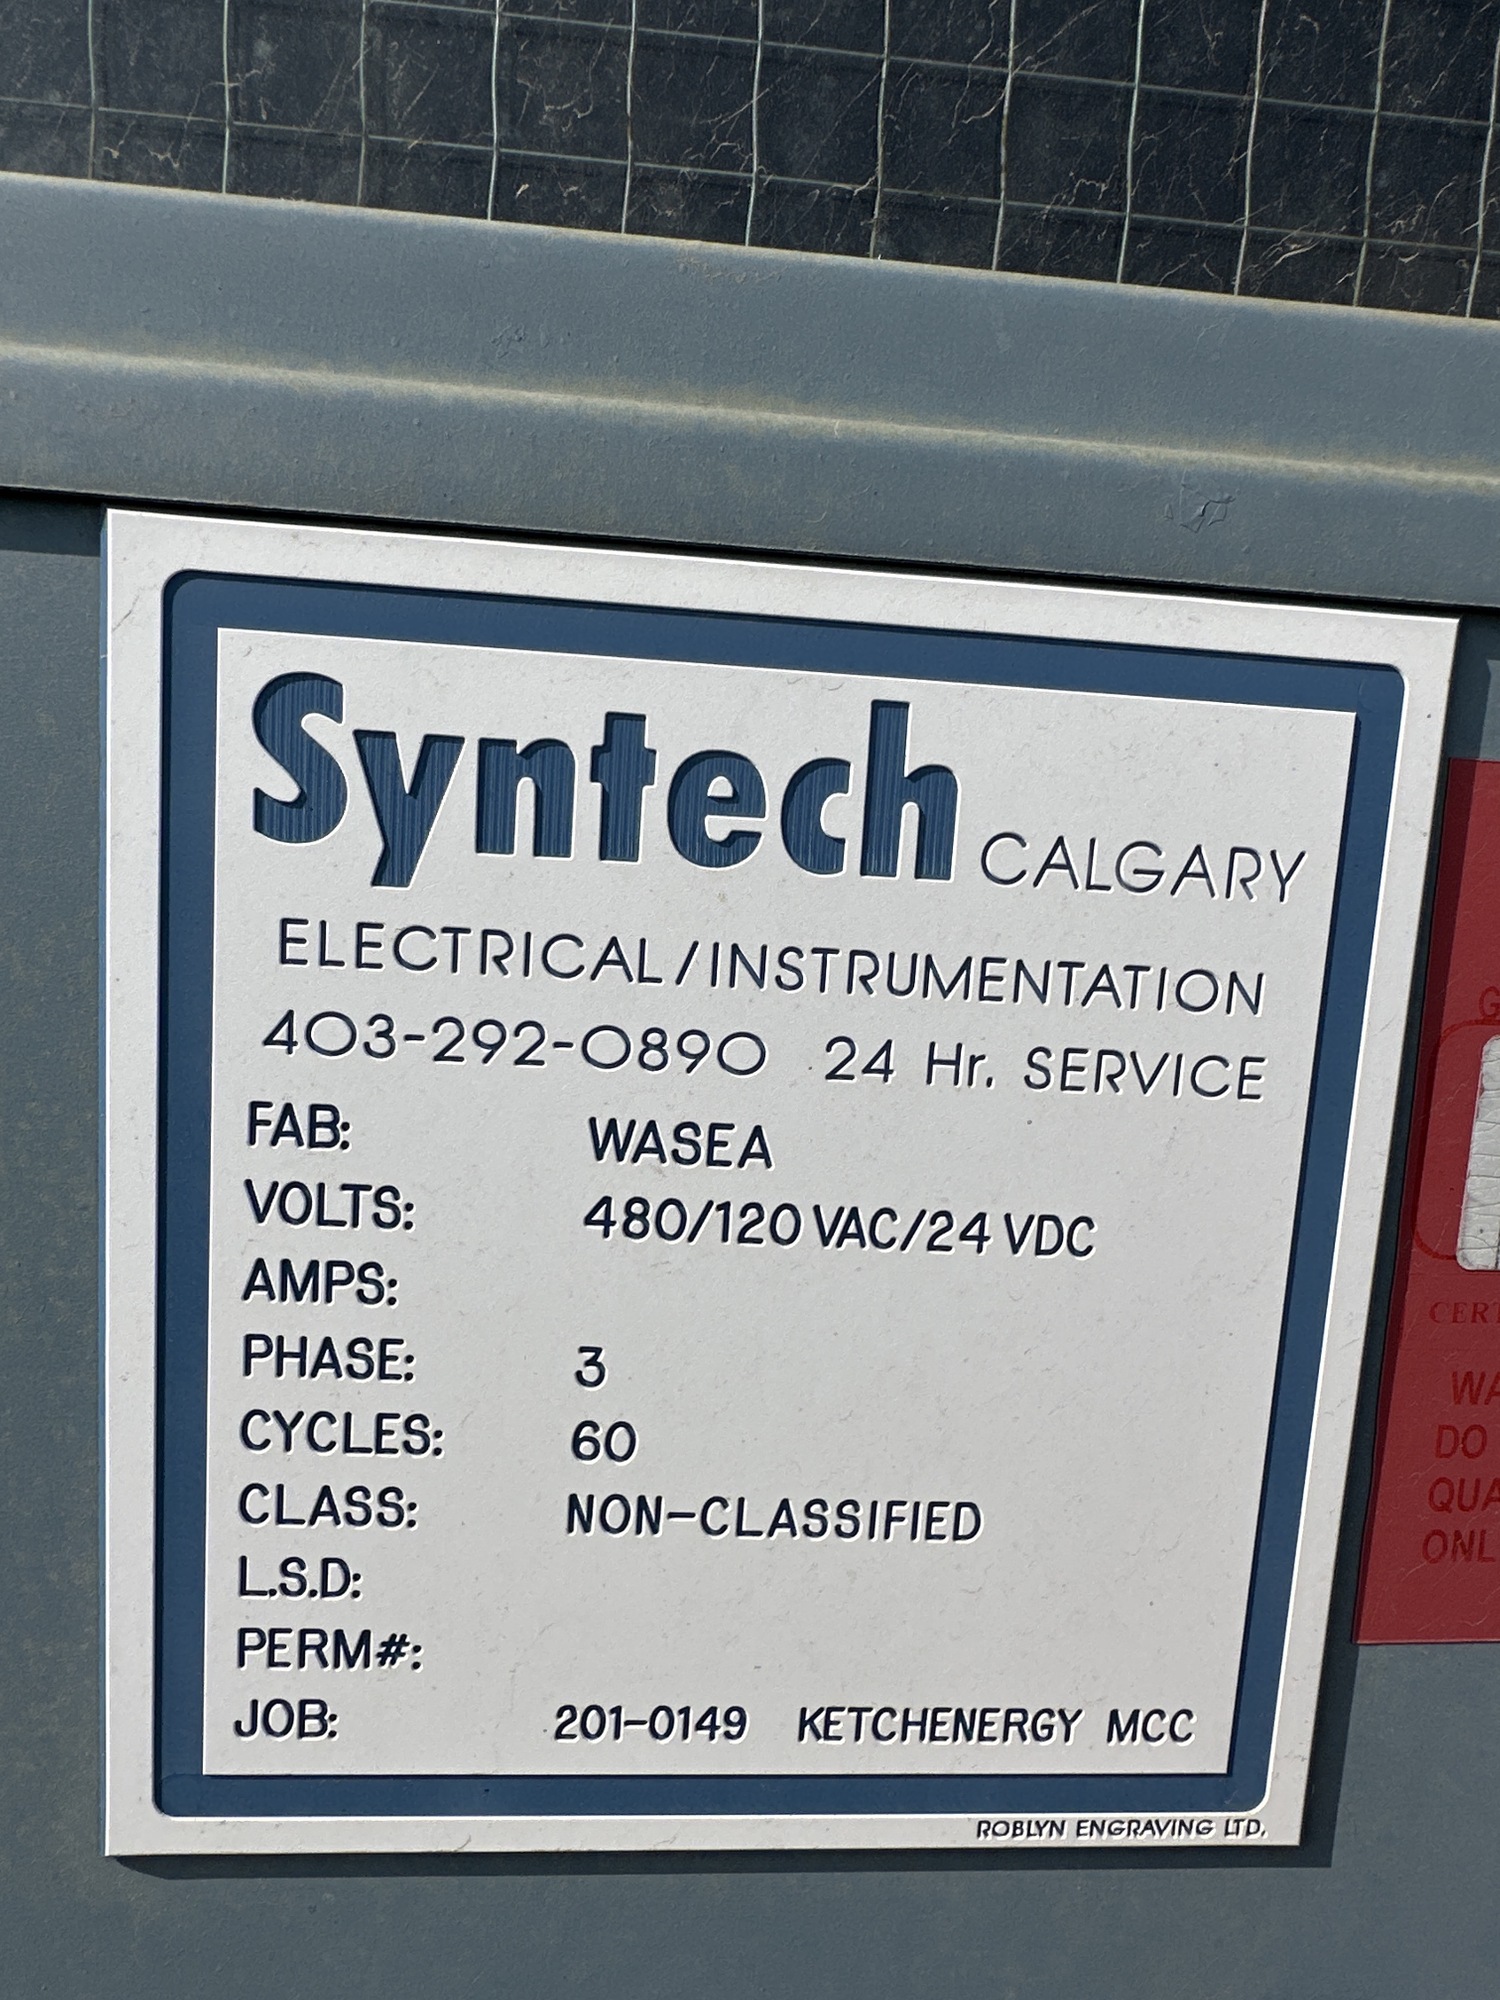 Syntech CALGARY
ELECTRICAL/INSTRUMENTATION
403-292-0890 24 Hr. SERVICE
FAB: WASEA
VOLTS: 480/120 VAC/24 VDC
AMPS:
PHASE: 3
CYCLES: 60
CLASS: NON-CLASSIFIED
L.S.D:
PERM#:
JOB: 201-0149 KETCHENERGY MCC
ROBLYN ENGRAVING LTD.
DO